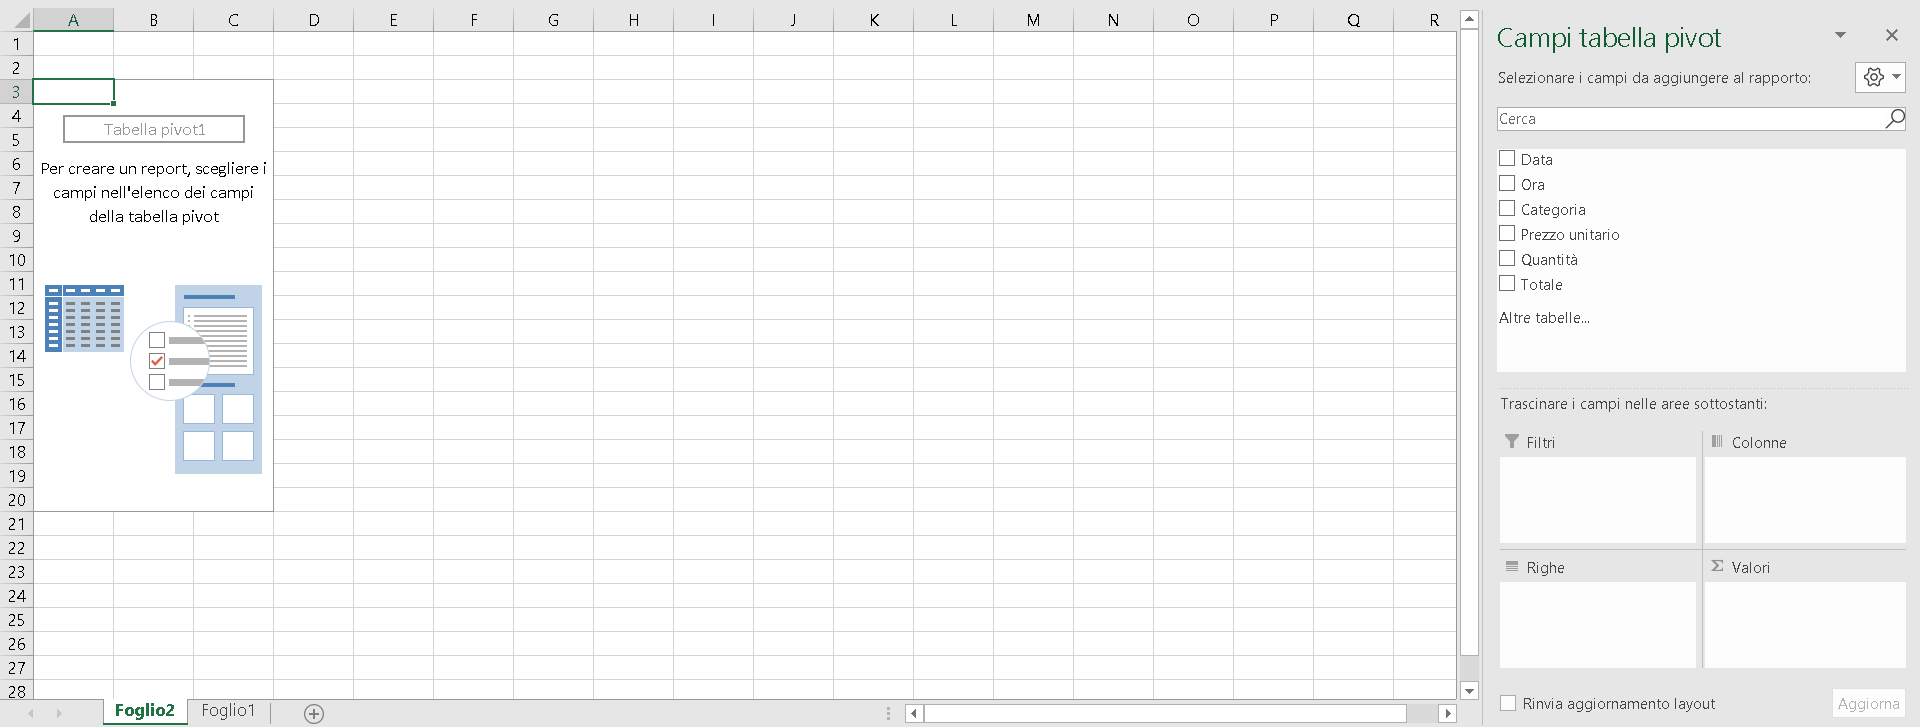 A B C D E F G H I J K L M N O P Q R
1
2
3
4
5
6
7
8
9
10
11
12
13
14
15
16
17
18
19
20
21
22
23
24
25
26
27
28
Tabella pivot1
Per creare un report, scegliere i
campi nell'elenco dei campi
della tabella pivot
Foglio2 Foglio1
Campi tabella pivot
Selezionare i campi da aggiungere al rapporto:
Cerca
Data
Ora
Categoria
Prezzo unitario
Quantità
Totale
Altre tabelle...
Trascinare i campi nelle aree sottostanti:
Filtri
Colonne
Righe
Σ Valori
Rinvia aggiornamento layout
Aggiorna